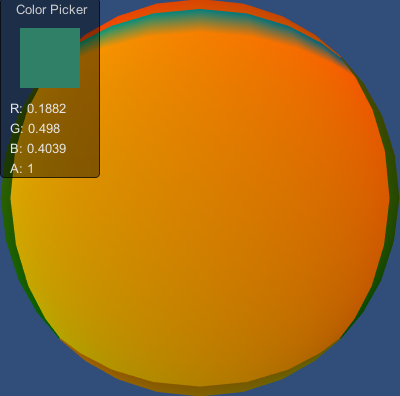 Color Picker
R: 0.1882
G: 0.498
B: 0.4039
A: 1